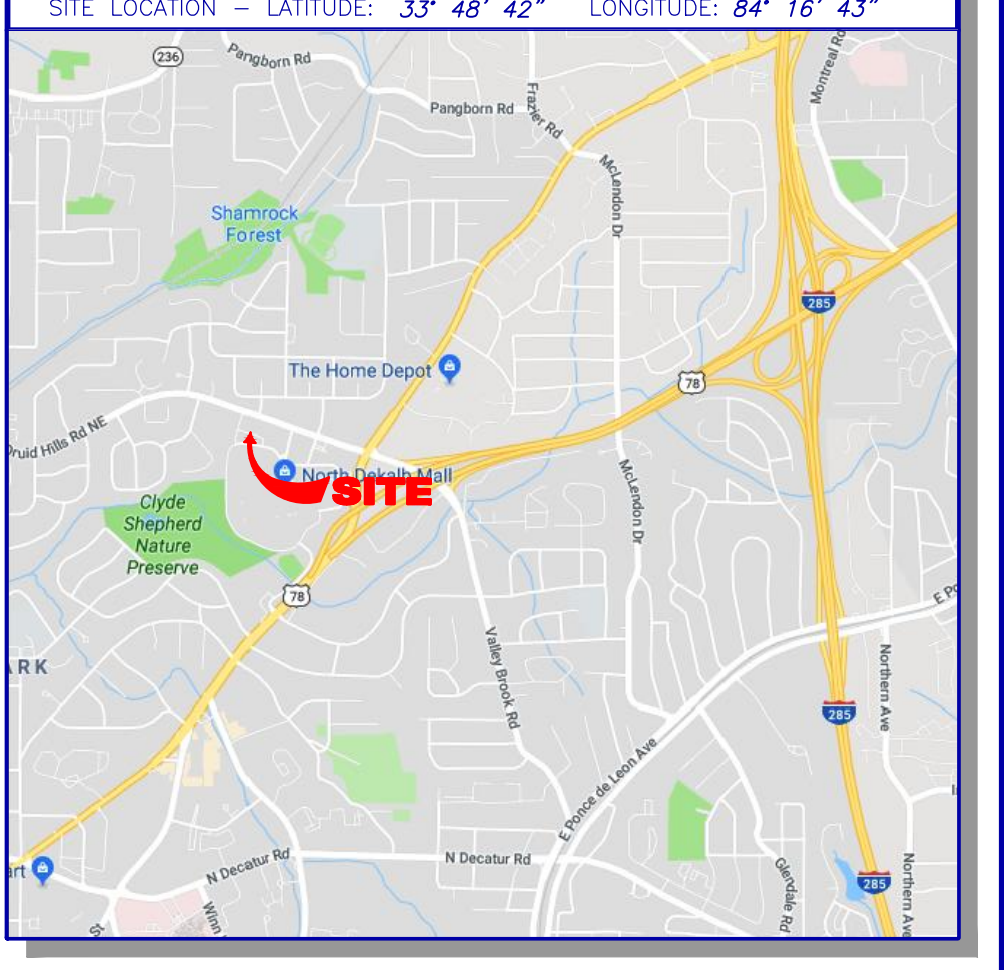 SITE LOCATION – LATITUDE: 33° 48' 42" LONGITUDE: 84° 16' 43"
236
Pangborn Rd
Montreal Rd
Pangborn Rd
Frazier Rd
McLendon Dr
Shamrock
Forest
285
The Home Depot
78
Druid Hills Rd NE
North Dekalb Mall
SITE
McLendon Dr
Clyde
Shepherd
Nature
Preserve
78
E Po
ARK
Valley Brook Rd
Northern Ave
285
E Ponce de Leon Ave
N Decatur Rd
N Decatur Rd
art
Glendale Rd
285
Northern Ave
Winn
St